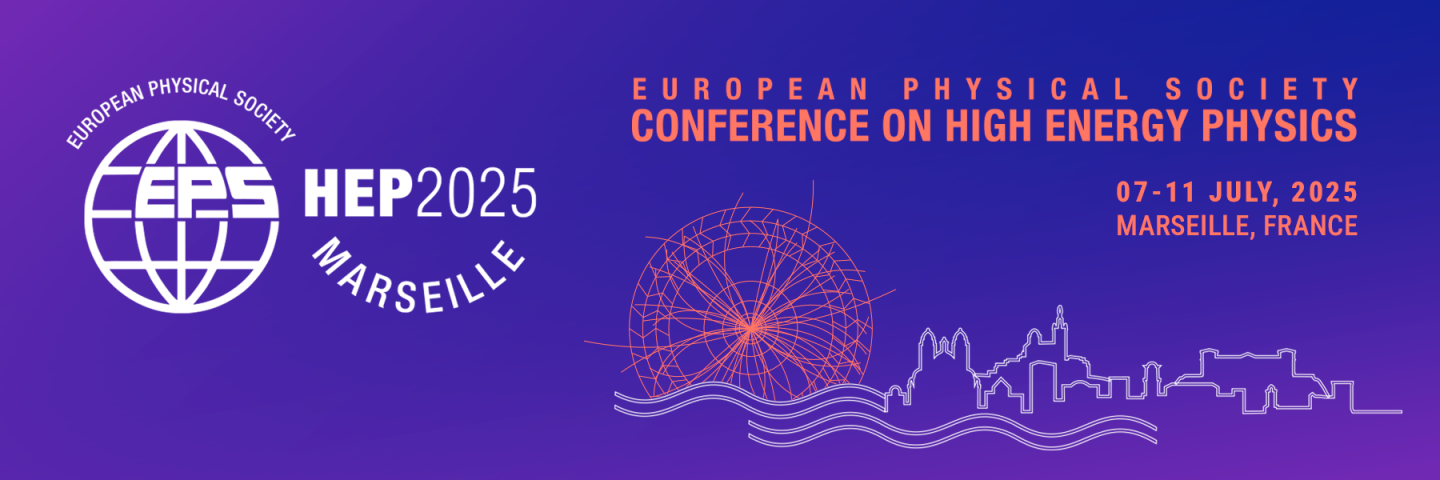 EUROPEAN PHYSICAL SOCIETY
EPS
HEP2025
MARSEILLE
EUROPEAN PHYSICAL SOCIETY
CONFERENCE ON HIGH ENERGY PHYSICS
07-11 JULY, 2025
MARSEILLE, FRANCE